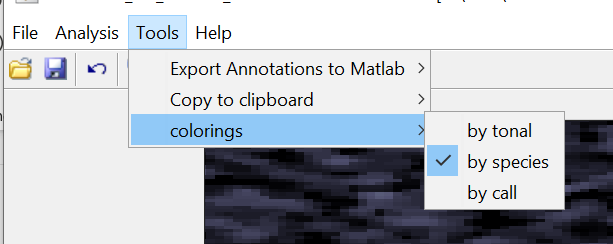 File Analysis Tools Help
Export Annotations to Matlab
Copy to clipboard
colorings
by tonal
by species
by call